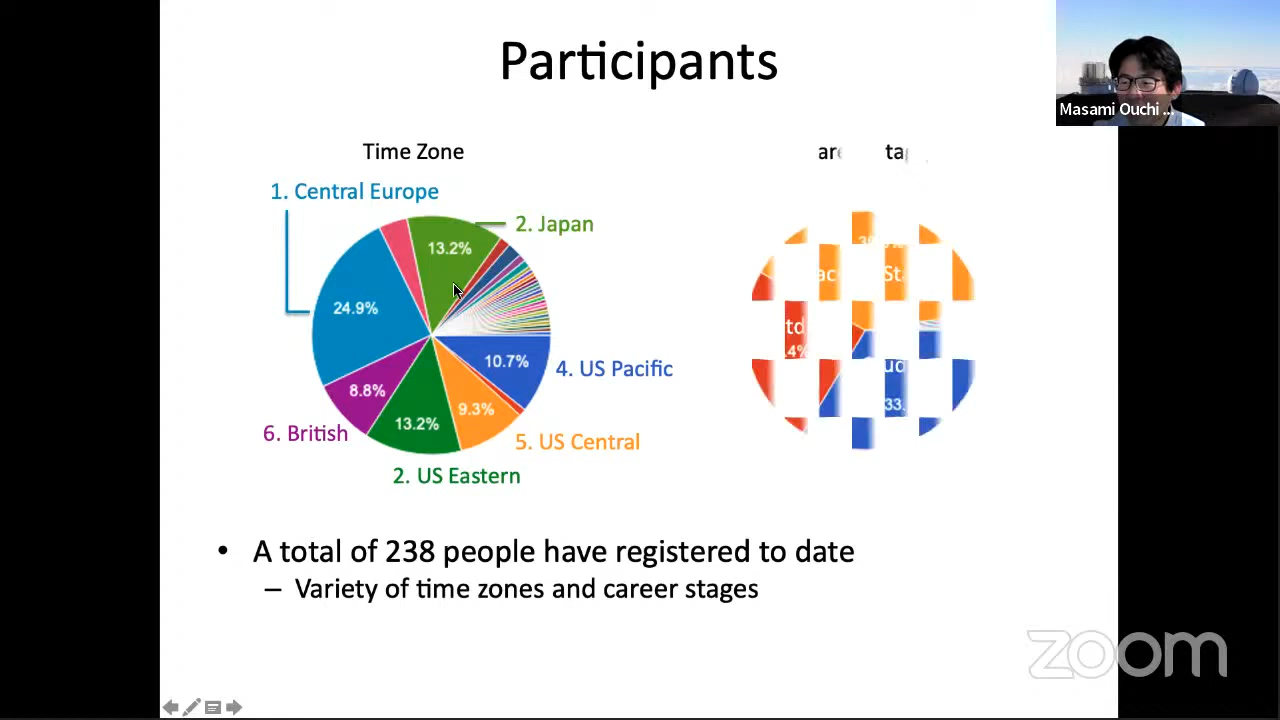 Participants
Masami Ouchi ...
Time Zone
1. Central Europe
2. Japan
13.2%
24.9%
10.7%
4. US Pacific
8.8%
9.3%
13.2%
6. British
5. US Central
2. US Eastern
• A total of 238 people have registered to date
– Variety of time zones and career stages
zoom